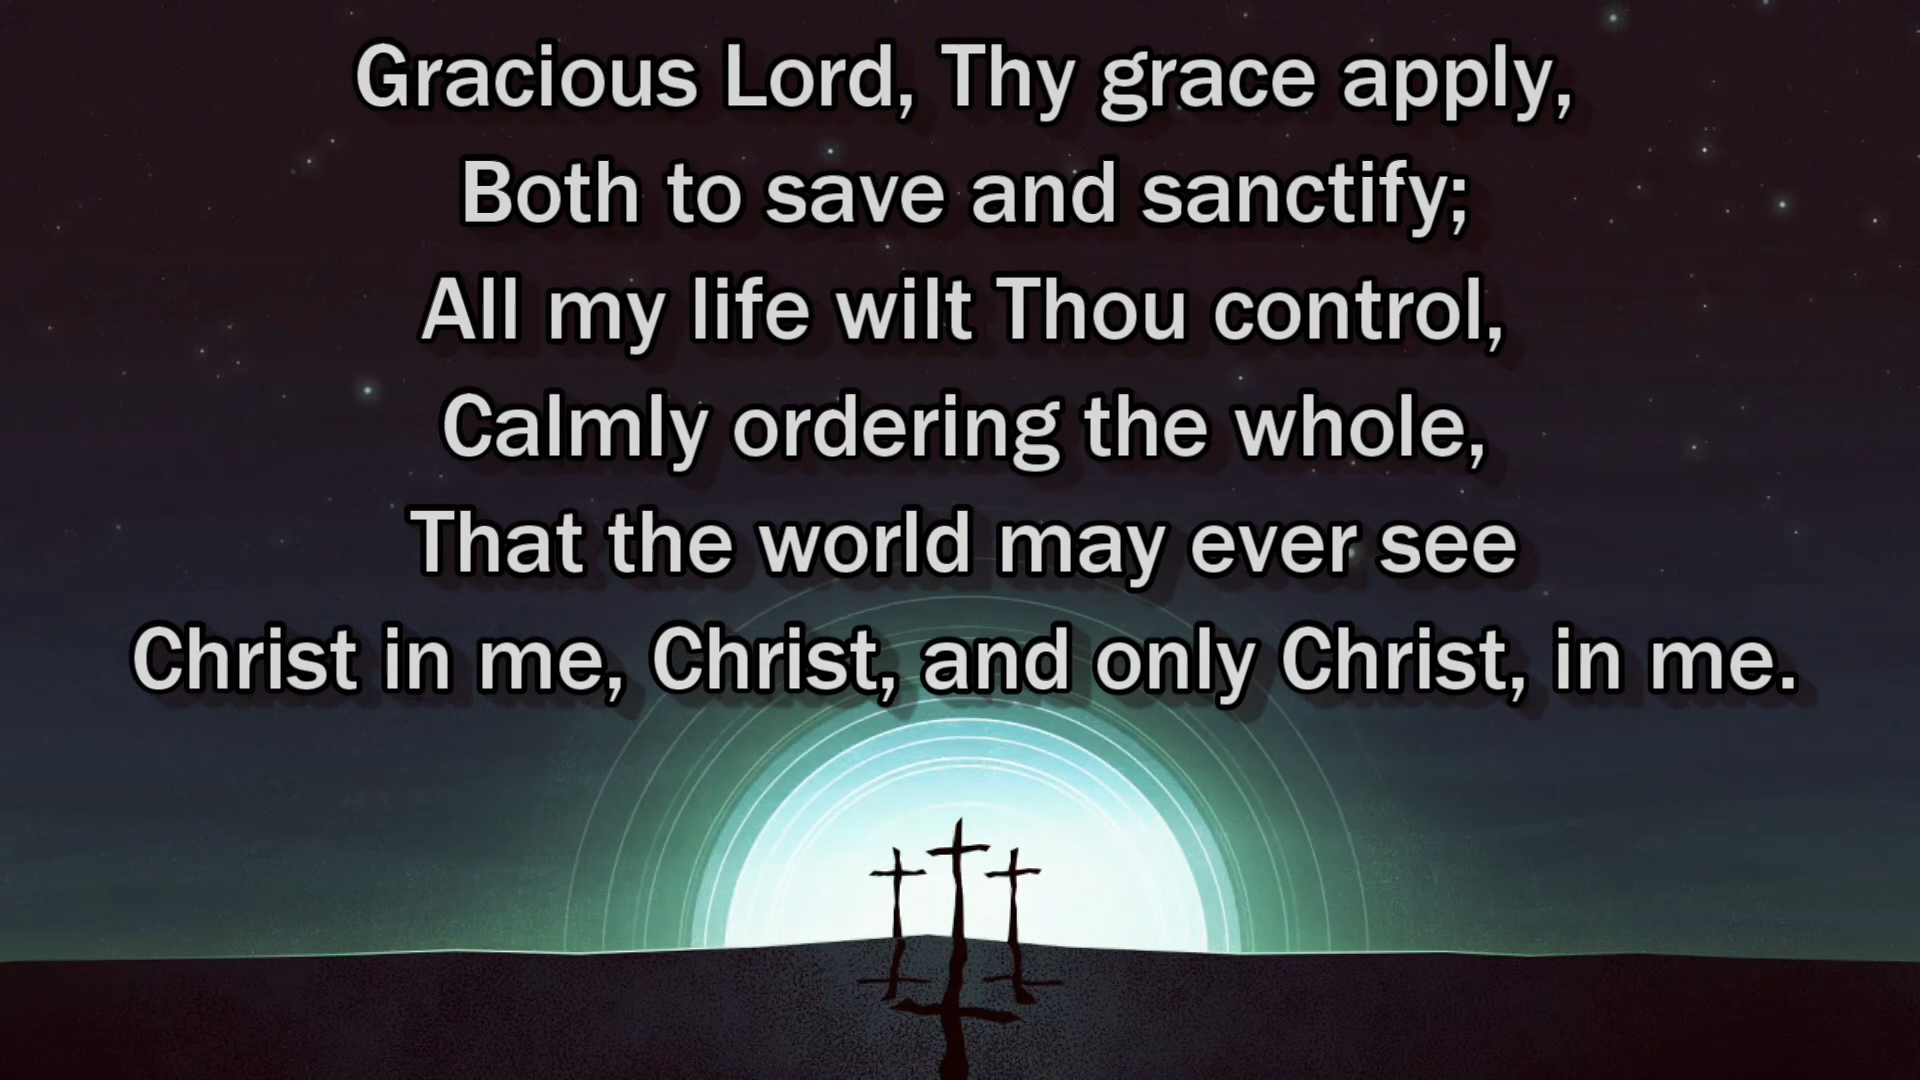 Gracious Lord, Thy grace apply,
Both to save and sanctify;
All my life wilt Thou control,
Calmly ordering the whole,
That the world may ever see
Christ in me, Christ, and only Christ, in me.